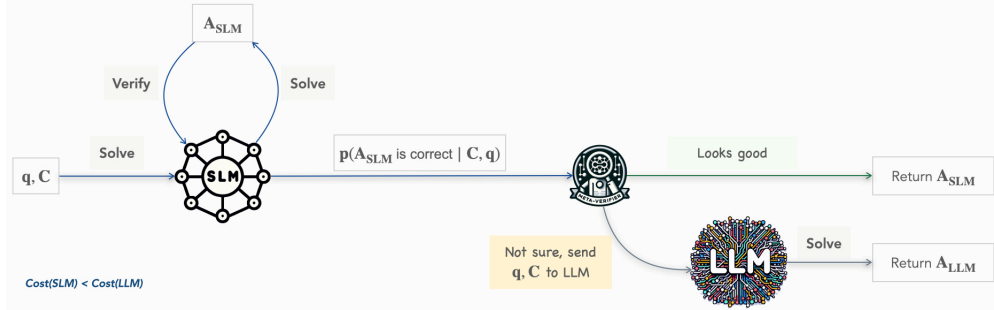 A_SLM
Verify
Solve
Solve
q, C
SLM
p(A_SLM is correct | C, q)
META-VERIFIER
Looks good
Return A_SLM
Not sure, send
q, C to LLM
LLM
Solve
Return A_LLM
Cost(SLM) < Cost(LLM)